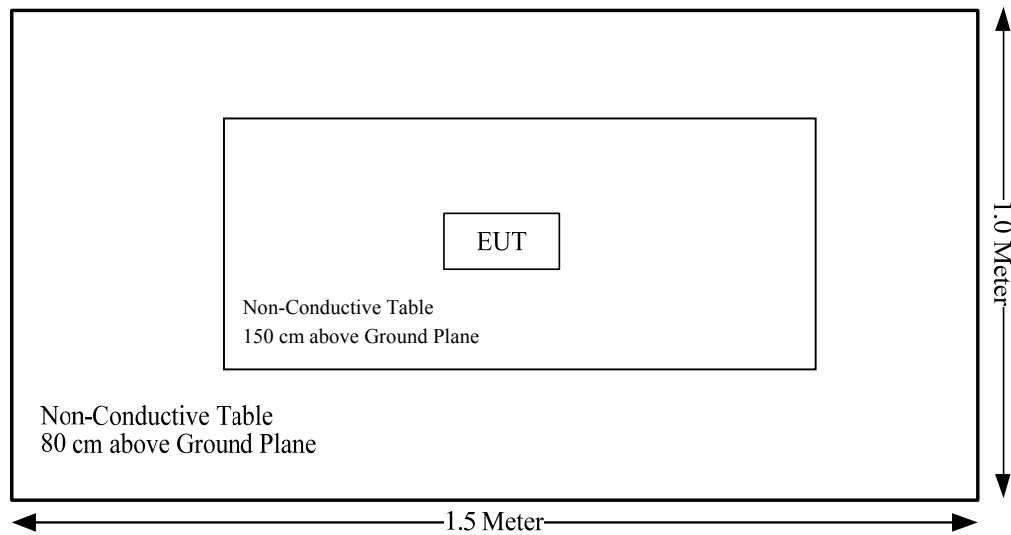 EUT
Non-Conductive Table
150 cm above Ground Plane
Non-Conductive Table
80 cm above Ground Plane
1.0 Meter
1.5 Meter